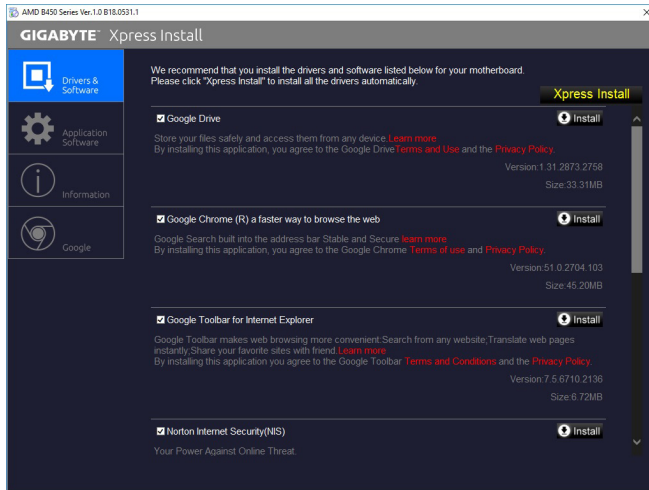 AMD B450 Series Ver.1.0 B18.0531.1
GIGABYTE™ Xpress Install
Drivers &
Software
Application
Software
Information
Google
We recommend that you install the drivers and software listed below for your motherboard.
Please click "Xpress Install" to install all the drivers automatically.
Xpress Install
Google Drive
Install
Store your files safely and access them from any device.Learn more
By installing this application, you agree to the Google DriveTerms and Use and the Privacy Policy.
Version:1.31.2873.2758
Size:33.31MB
Google Chrome (R) a faster way to browse the web
Install
Google Search built into the address bar Stable and Secure learn more
By installing this application, you agree to the Google Chrome Terms of use and Privacy Policy.
Version:51.0.2704.103
Size:45.20MB
Google Toolbar for Internet Explorer
Install
Google Toolbar makes web browsing more convenient:Search from any website;Translate web pages
instantly;Share your favorite sites with friend.Learn more
By installing this application you agree to the Google Toolbar Terms and Conditions and the Privacy Policy.
Version:7.5.6710.2136
Size:6.72MB
Norton Internet Security(NIS)
Install
Your Power Against Online Threat.